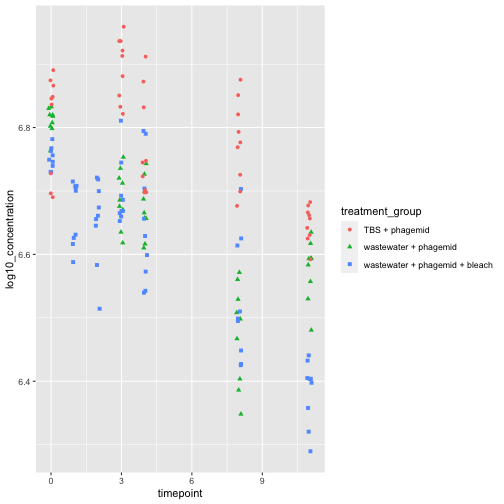 log10_concentration
6.8
6.6
6.4
0
3
6
9
timepoint
treatment_group
TBS + phagemid
wastewater + phagemid
wastewater + phagemid + bleach